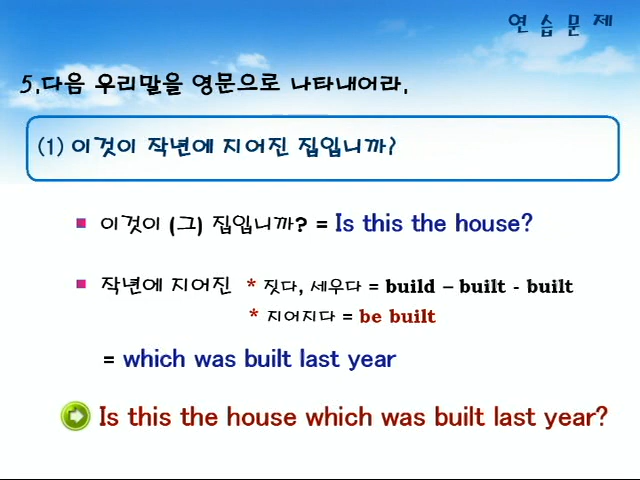 연 습 문 제
5.다음 우리말을 영문으로 나타내어라.
(1) 이것이 작년에 지어진 집입니까?
이것이 (그) 집입니까? = Is this the house?
작년에 지어진 * 짓다, 세우다 = build – built - built
* 지어지다 = be built
= which was built last year
Is this the house which was built last year?